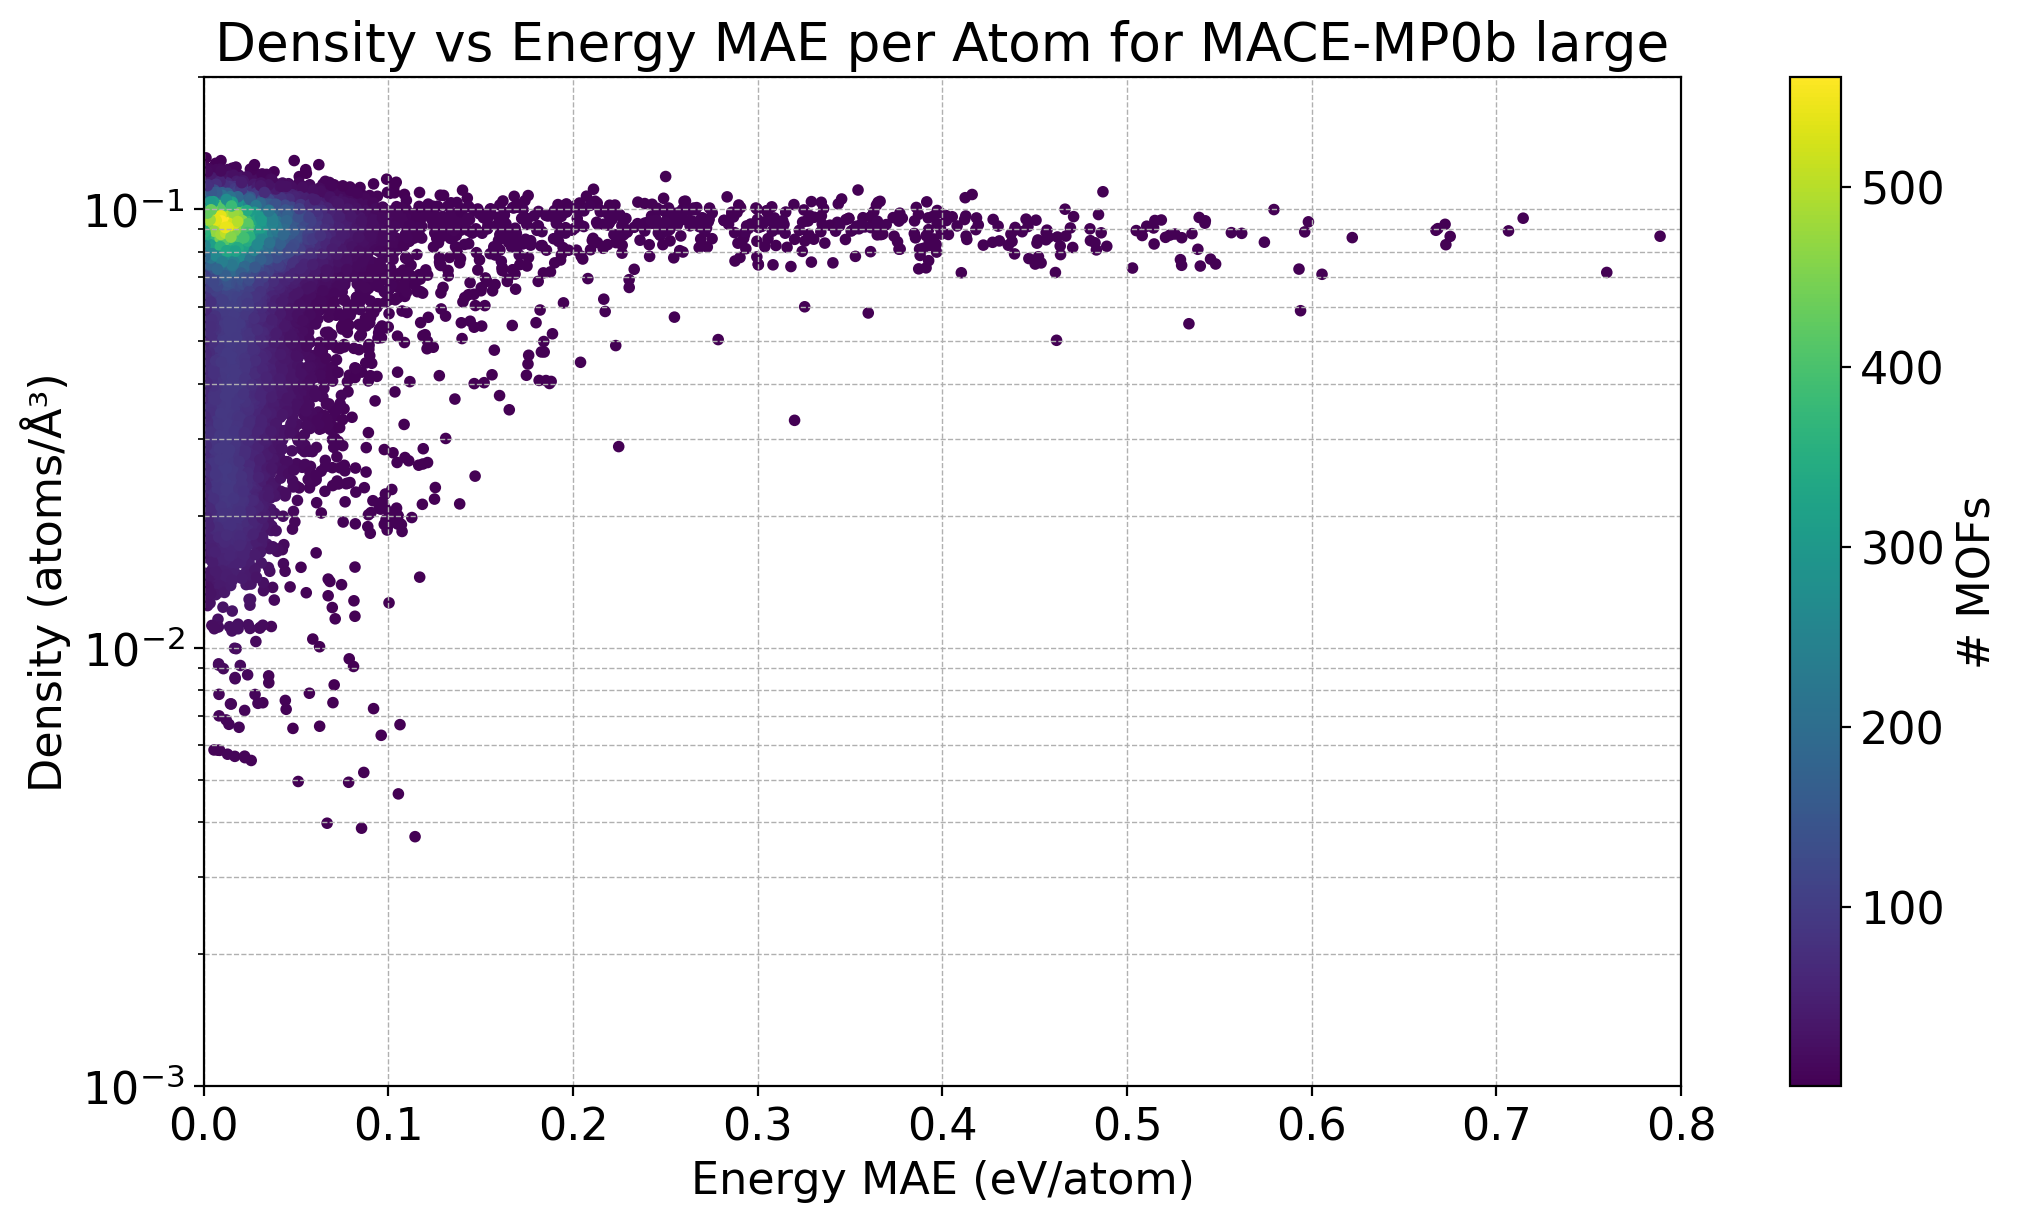 Density vs Energy MAE per Atom for MACE-MP0b large
Density (atoms/Å³)
10⁻¹
10⁻²
10⁻³
0.0 0.1 0.2 0.3 0.4 0.5 0.6 0.7 0.8
Energy MAE (eV/atom)
500
400
300
200
100
# MOFs